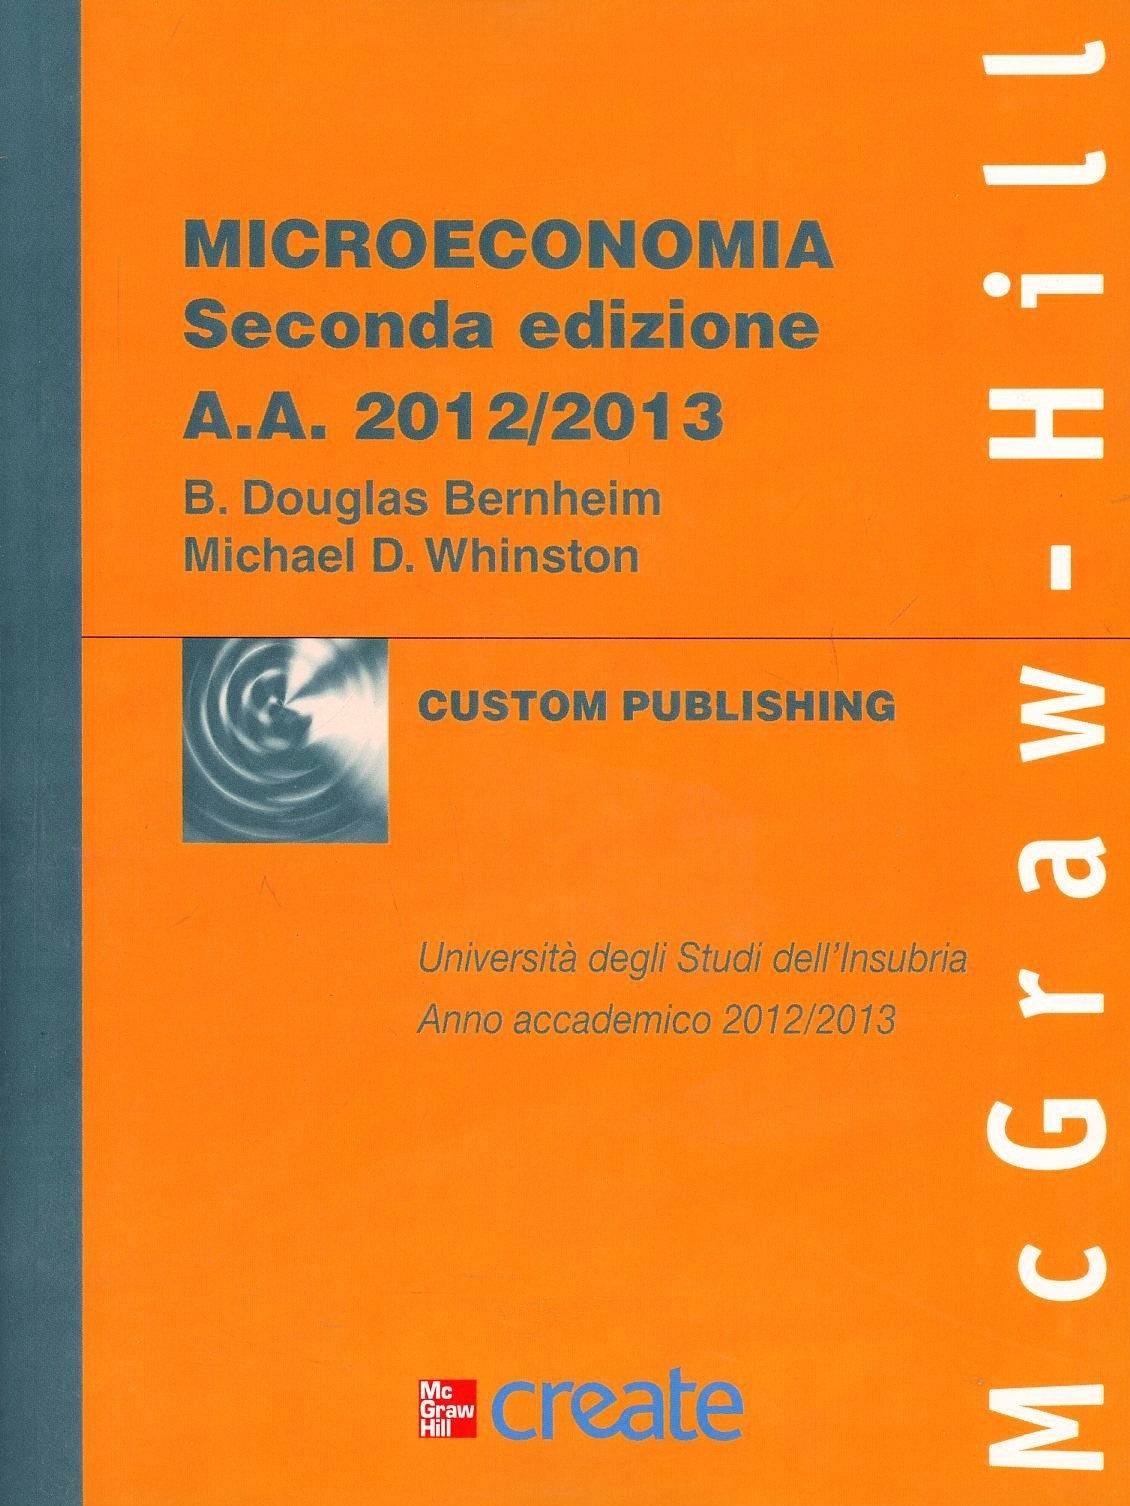 MICROECONOMIA
Seconda edizione
A.A. 2012/2013
B. Douglas Bernheim
Michael D. Whinston
CUSTOM PUBLISHING
Università degli Studi dell'Insubria
Anno accademico 2012/2013
Mc
Graw
Hill
create
McGraw-Hill